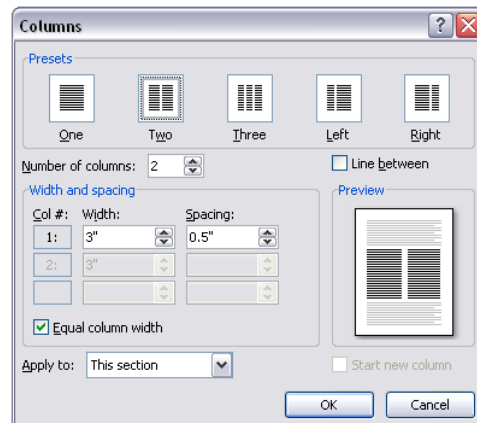 Columns
Presets
One Two Three Left Right
Number of columns: 2 Line between
Width and spacing Preview
Col #: Width: Spacing:
1: 3" 0.5"
2: 3"
Equal column width
Apply to: This section Start new column
OK Cancel